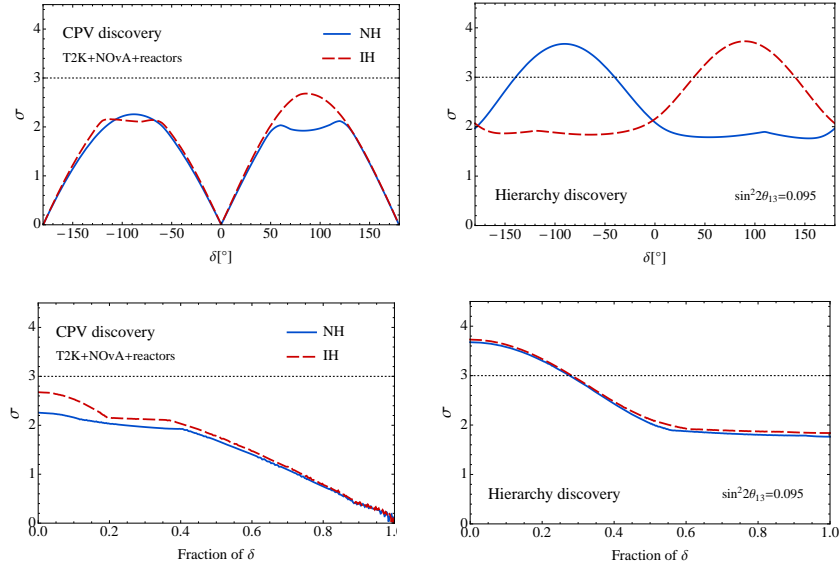 CPV discovery
T2K+NOvA+reactors
NH
IH
σ
4
3
2
1
0
−150 −100 −50 0 50 100 150
δ[°]
σ
4
3
2
1
0
Hierarchy discovery
sin²2θ₁₃=0.095
−150 −100 −50 0 50 100 150
δ[°]
CPV discovery
T2K+NOvA+reactors
NH
IH
σ
4
3
2
1
0
0.0 0.2 0.4 0.6 0.8 1.0
Fraction of δ
σ
4
3
2
1
0
Hierarchy discovery
sin²2θ₁₃=0.095
0.0 0.2 0.4 0.6 0.8 1.0
Fraction of δ